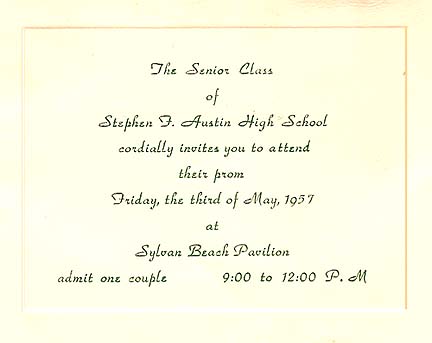 The Senior Class
of
Stephen F. Austin High School
cordially invites you to attend
their prom
Friday, the third of May, 1957
at
Sylvan Beach Pavilion
admit one couple 9:00 to 12:00 P. M